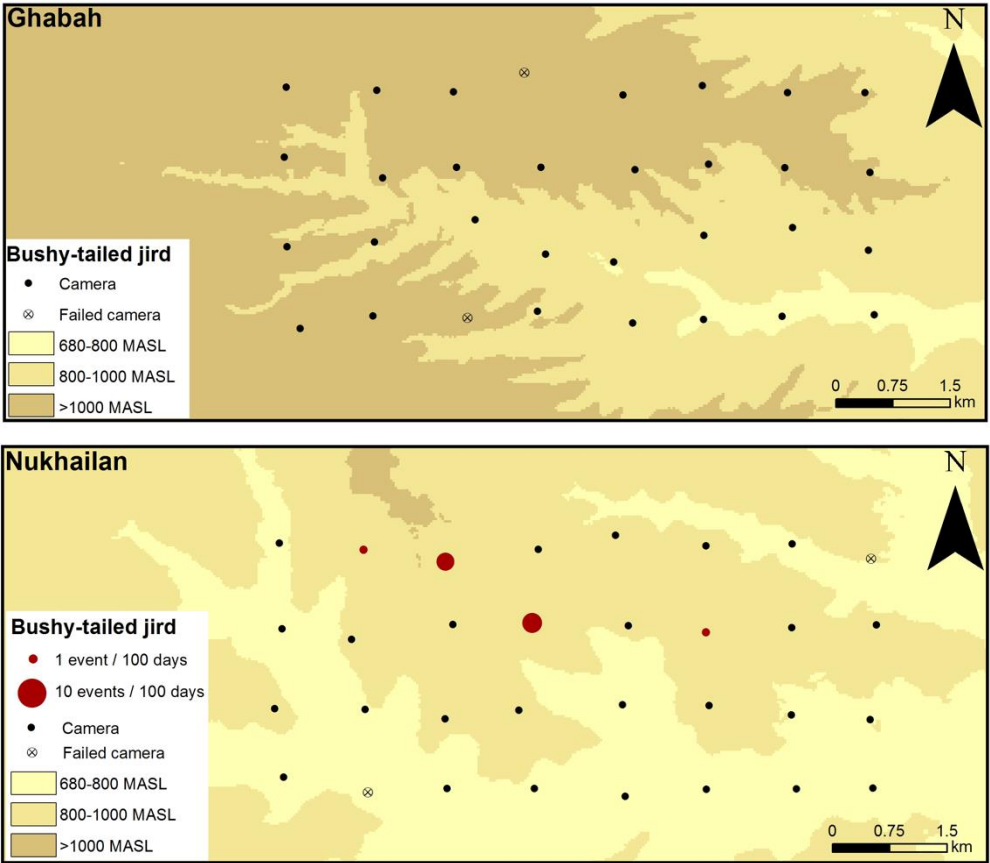 Ghabah
N
Bushy-tailed jird
Camera
Failed camera
680-800 MASL
800-1000 MASL
>1000 MASL
0 0.75 1.5
km
Nukhailan
N
Bushy-tailed jird
1 event / 100 days
10 events / 100 days
Camera
Failed camera
680-800 MASL
800-1000 MASL
>1000 MASL
0 0.75 1.5
km